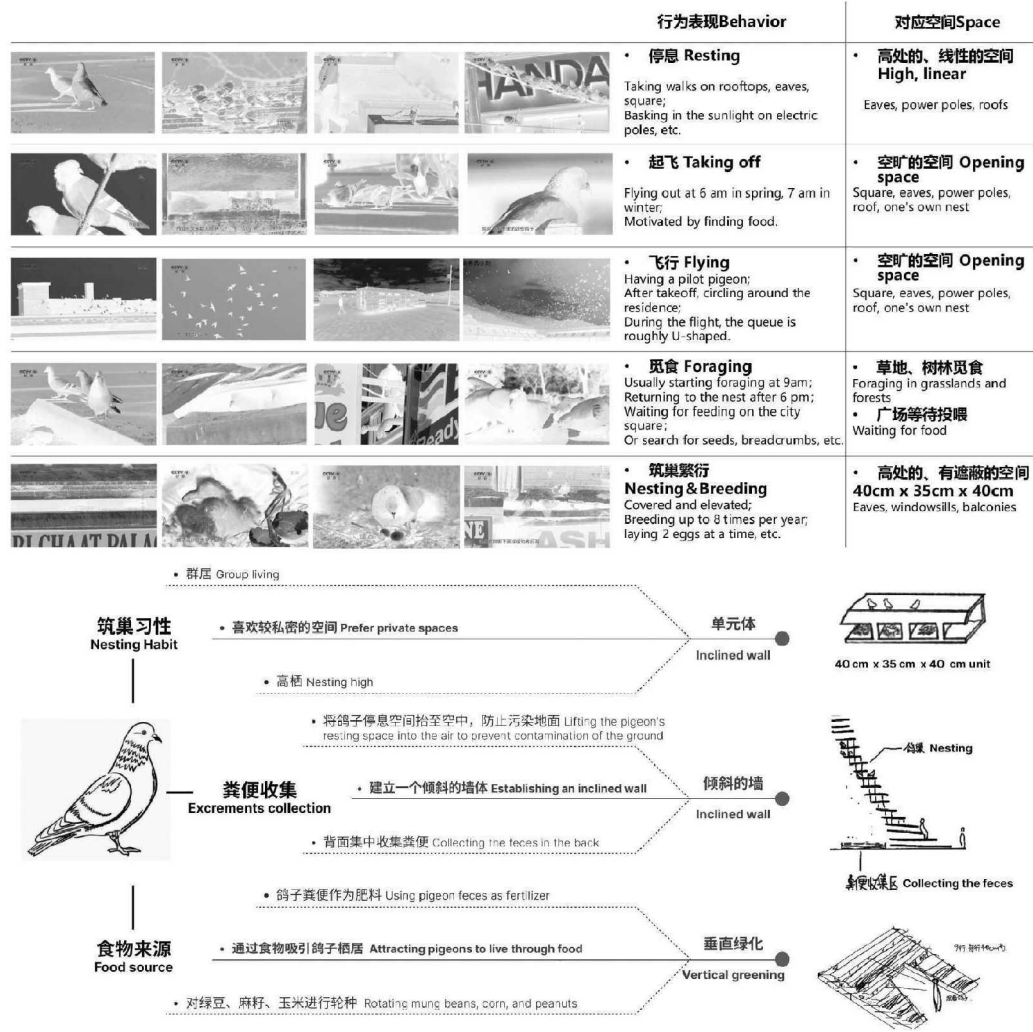 行为表现Behavior
对应空间Space
HANDA
• 停息 Resting
Taking walks on rooftops, eaves,
square;
Basking in the sunlight on electric
poles, etc.
• 高处的、线性的空间
High, linear
Eaves, power poles, roofs
• 起飞 Taking off
Flying out at 6 am in spring, 7 am in
winter;
Motivated by finding food.
• 空旷的空间 Opening
space
Square, eaves, power poles,
roof, one's own nest
• 飞行 Flying
Having a pilot pigeon;
After takeoff, circling around the
residence;
During the flight, the queue is
roughly U-shaped.
• 空旷的空间 Opening
space
Square, eaves, power poles,
roof, one's own nest
Ready
• 觅食 Foraging
Usually starting foraging at 9am;
Returning to the nest after 6 pm;
Waiting for feeding on the city
square;
Or search for seeds, breadcrumbs, etc.
• 草地、树林觅食
Foraging in grasslands and
forests
• 广场等待投喂
Waiting for food
NE
ASH
• 筑巢繁衍
Nesting&Breeding
Covered and elevated;
Breeding up to 8 times per year;
laying 2 eggs at a time, etc.
• 高处的、有遮蔽的空间
40cm x 35cm x 40cm
Eaves, windowsills, balconies
• 群居 Group living
筑巢习性
Nesting Habit
• 喜欢较私密的空间 Prefer private spaces
• 高栖 Nesting high
单元体
Inclined wall
40 cm x 35 cm x 40 cm unit
• 将鸽子停息空间抬至空中，防止污染地面 Lifting the pigeon's
resting space into the air to prevent contamination of the ground
粪便收集
Excrements collection
• 建立一个倾斜的墙体 Establishing an inclined wall
• 背面集中收集粪便 Collecting the feces in the back
倾斜的墙
Inclined wall
鸽巢 Nesting
粪便收集区 Collecting the feces
• 鸽子粪便作为肥料 Using pigeon feces as fertilizer
食物来源
Food source
• 通过食物吸引鸽子栖居 Attracting pigeons to live through food
• 对绿豆、麻籽、玉米进行轮种 Rotating mung beans, corn, and peanuts
垂直绿化
Vertical greening